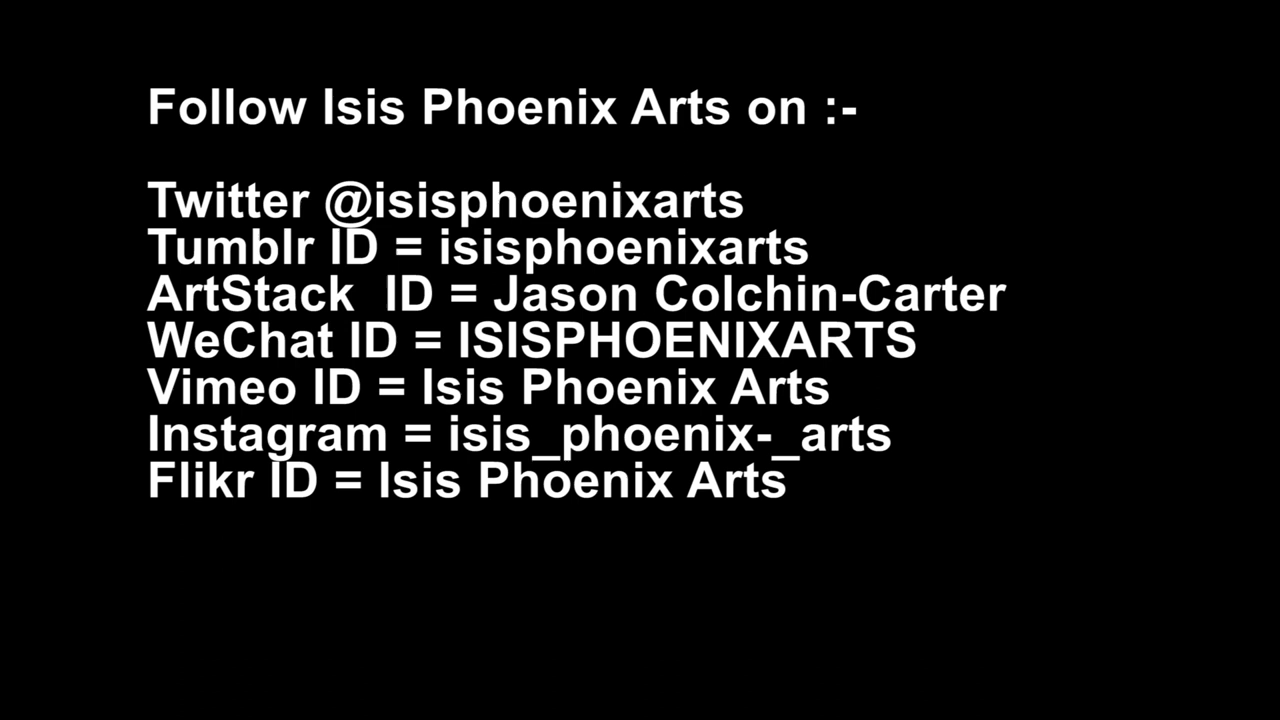 Follow Isis Phoenix Arts on :-
Twitter @isisphoenixarts
Tumblr ID = isisphoenixarts
ArtStack  ID = Jason Colchin-Carter
WeChat ID = ISISPHOENIXARTS
Vimeo ID = Isis Phoenix Arts
Instagram = isis_phoenix-_arts
Flikr ID = Isis Phoenix Arts